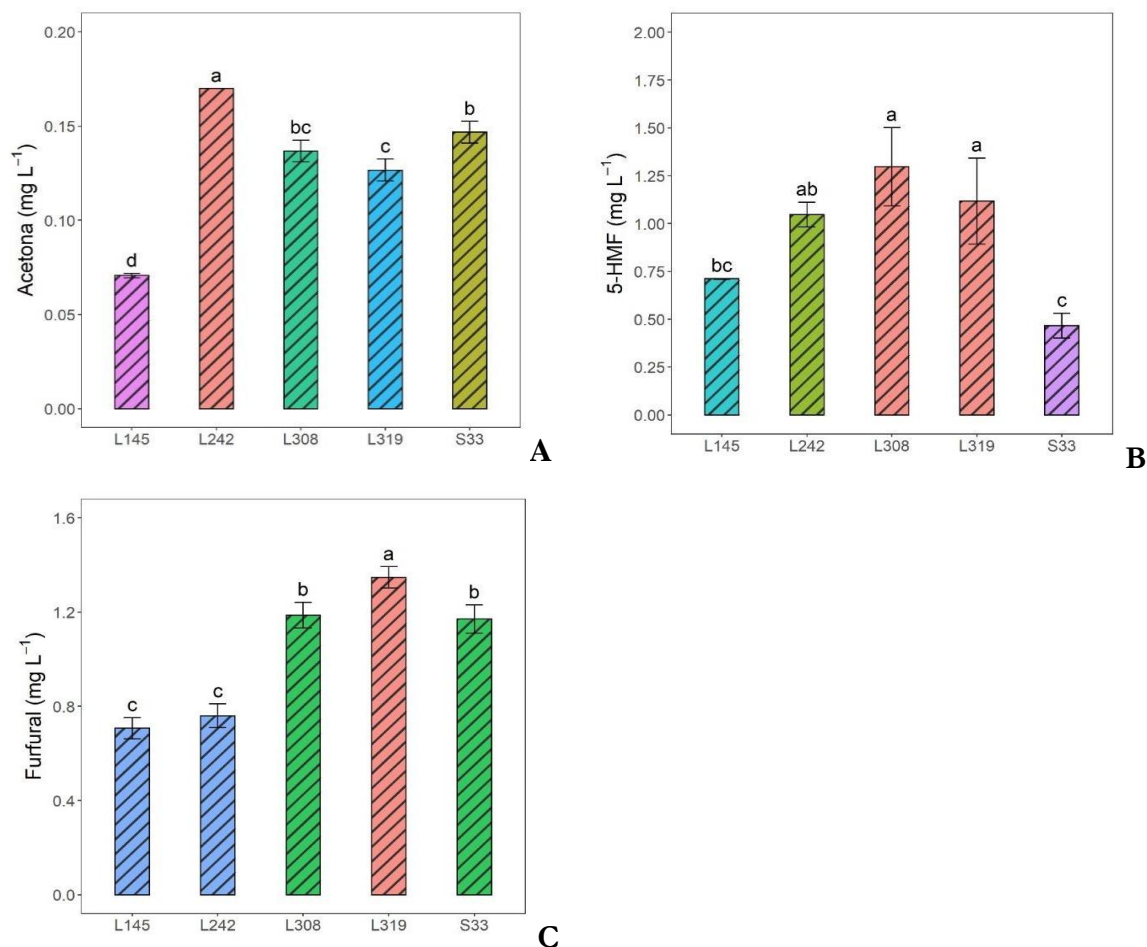 0.20
0.15
0.10
0.05
0.00
Acetona (mg L⁻¹)
d
a
bc
c
b
L145 L242 L308 L319 S33
A
2.00
1.75
1.50
1.25
1.00
0.75
0.50
0.25
0.00
5-HMF (mg L⁻¹)
bc
ab
a
a
c
L145 L242 L308 L319 S33
B
1.6
1.2
0.8
0.4
0.0
Furfural (mg L⁻¹)
c
c
b
a
b
L145 L242 L308 L319 S33
C